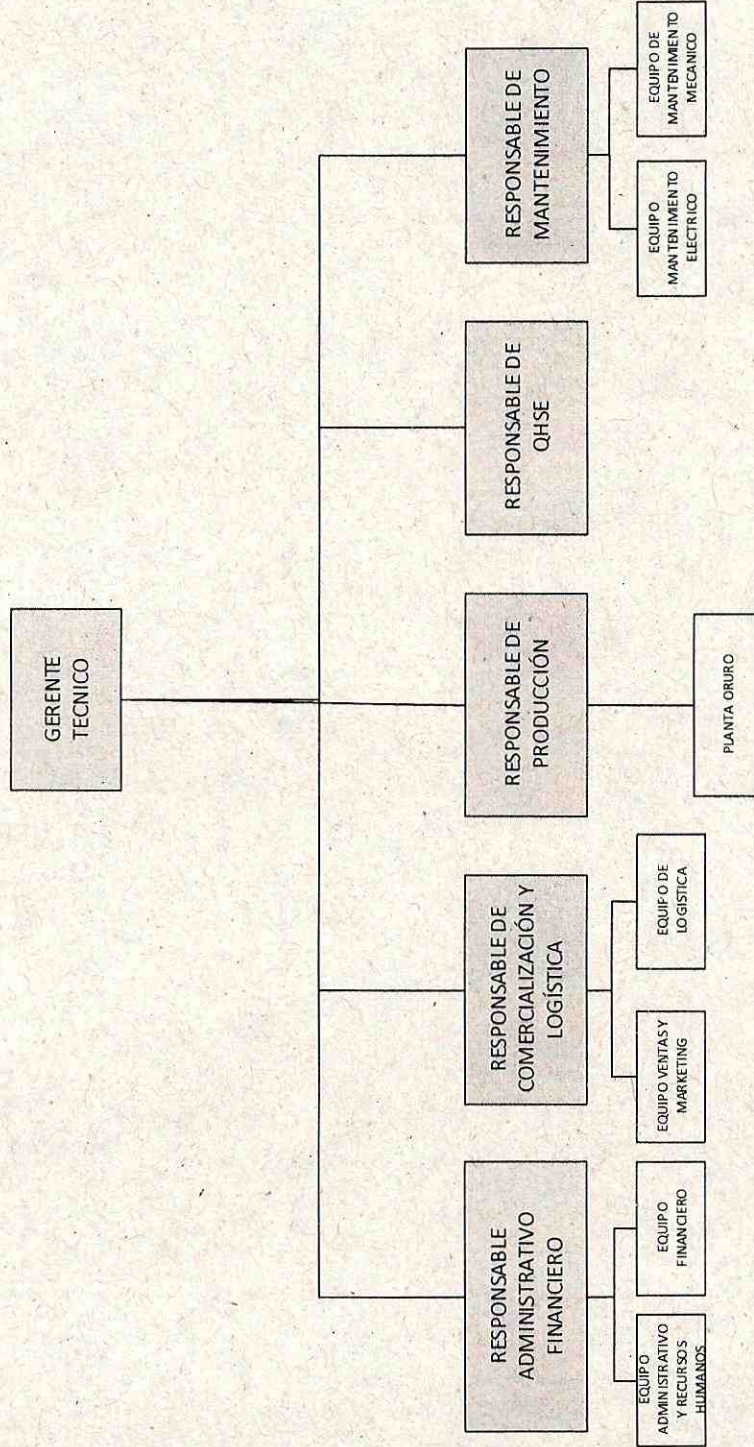 GERENTE
TECNICO
RESPONSABLE
ADMINISTRATIVO
FINANCIERO
RESPONSABLE DE
COMERCIALIZACIÓN Y
LOGÍSTICA
RESPONSABLE DE
PRODUCCIÓN
RESPONSABLE DE
QHSE
RESPONSABLE DE
MANTENIMIENTO
EQUIPO
ADMINISTRATIVO
Y RECURSOS
HUMANOS
EQUIPO
FINANCIERO
EQUIPO VENTAS Y
MARKETING
EQUIPO DE
LOGISTICA
PLANTA ORURO
EQUIPO
MANTENIMIENTO
ELECTRICO
EQUIPO DE
MANTENIMIENTO
MECANICO